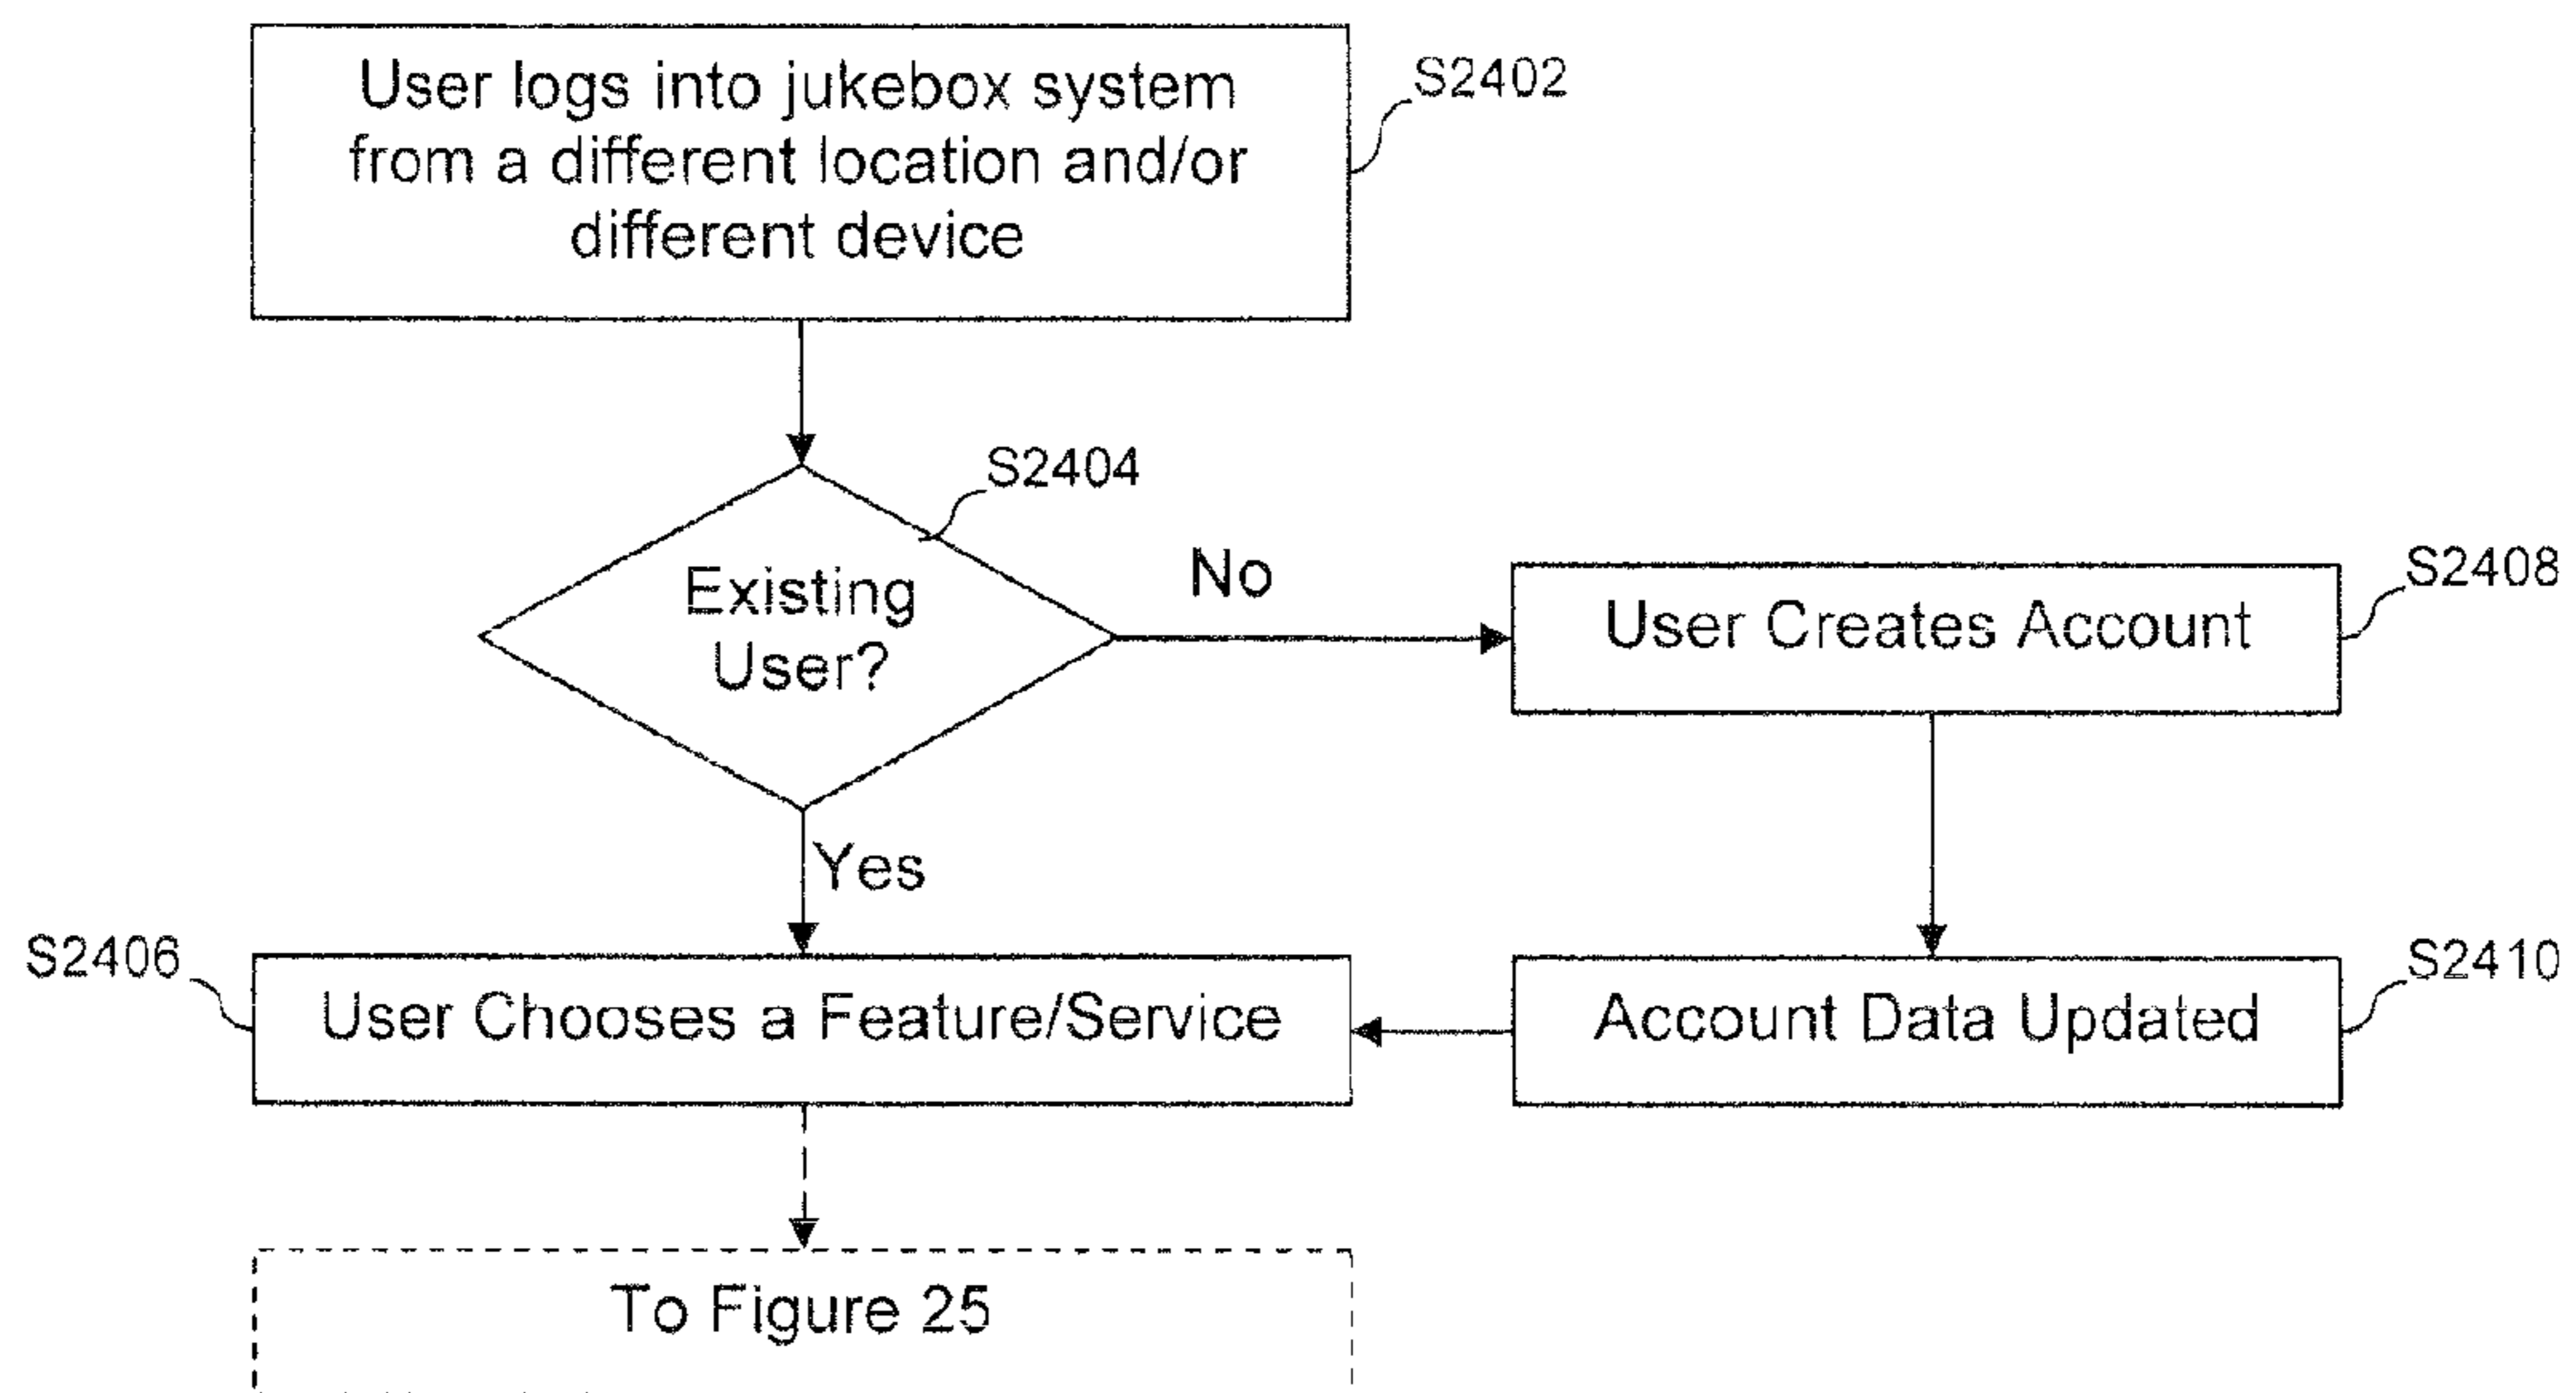 User logs into jukebox system
from a different location and/or
different device
S2402
S2404
Existing
User?
No
User Creates Account
S2408
Yes
S2406
User Chooses a Feature/Service
Account Data Updated
S2410
To Figure 25